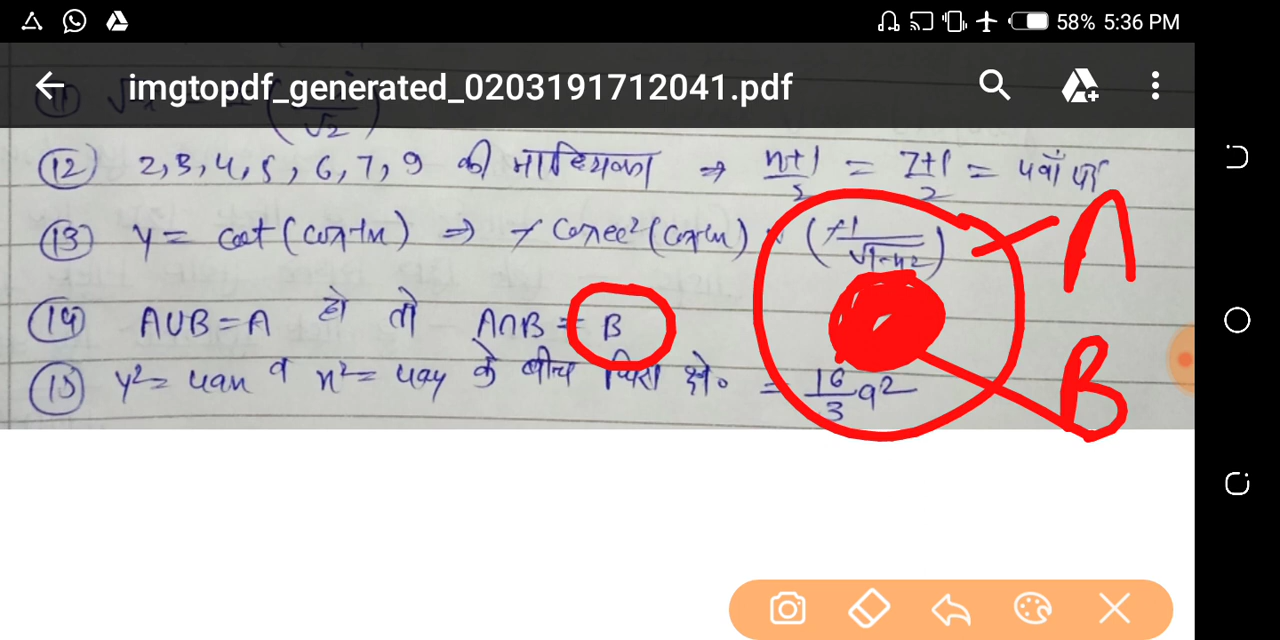 58% 5:36 PM
imgtopdf_generated_0203191712041.pdf
(11) √2
(12) 2,3,4,5,6,7,9 की माध्यिका ⇒ n+1/2 = 7+1/2 = 4वाँ पद
(13) y = cot(cos⁻¹x) ⇒ -cosec²(cos⁻¹x) × (-1/√1-x²)
A
(14) A∪B=A हो तो A∩B = B
(15) y²=4ax व x²=4ay के बीच घिरा क्षे० = 16/3 a²
B